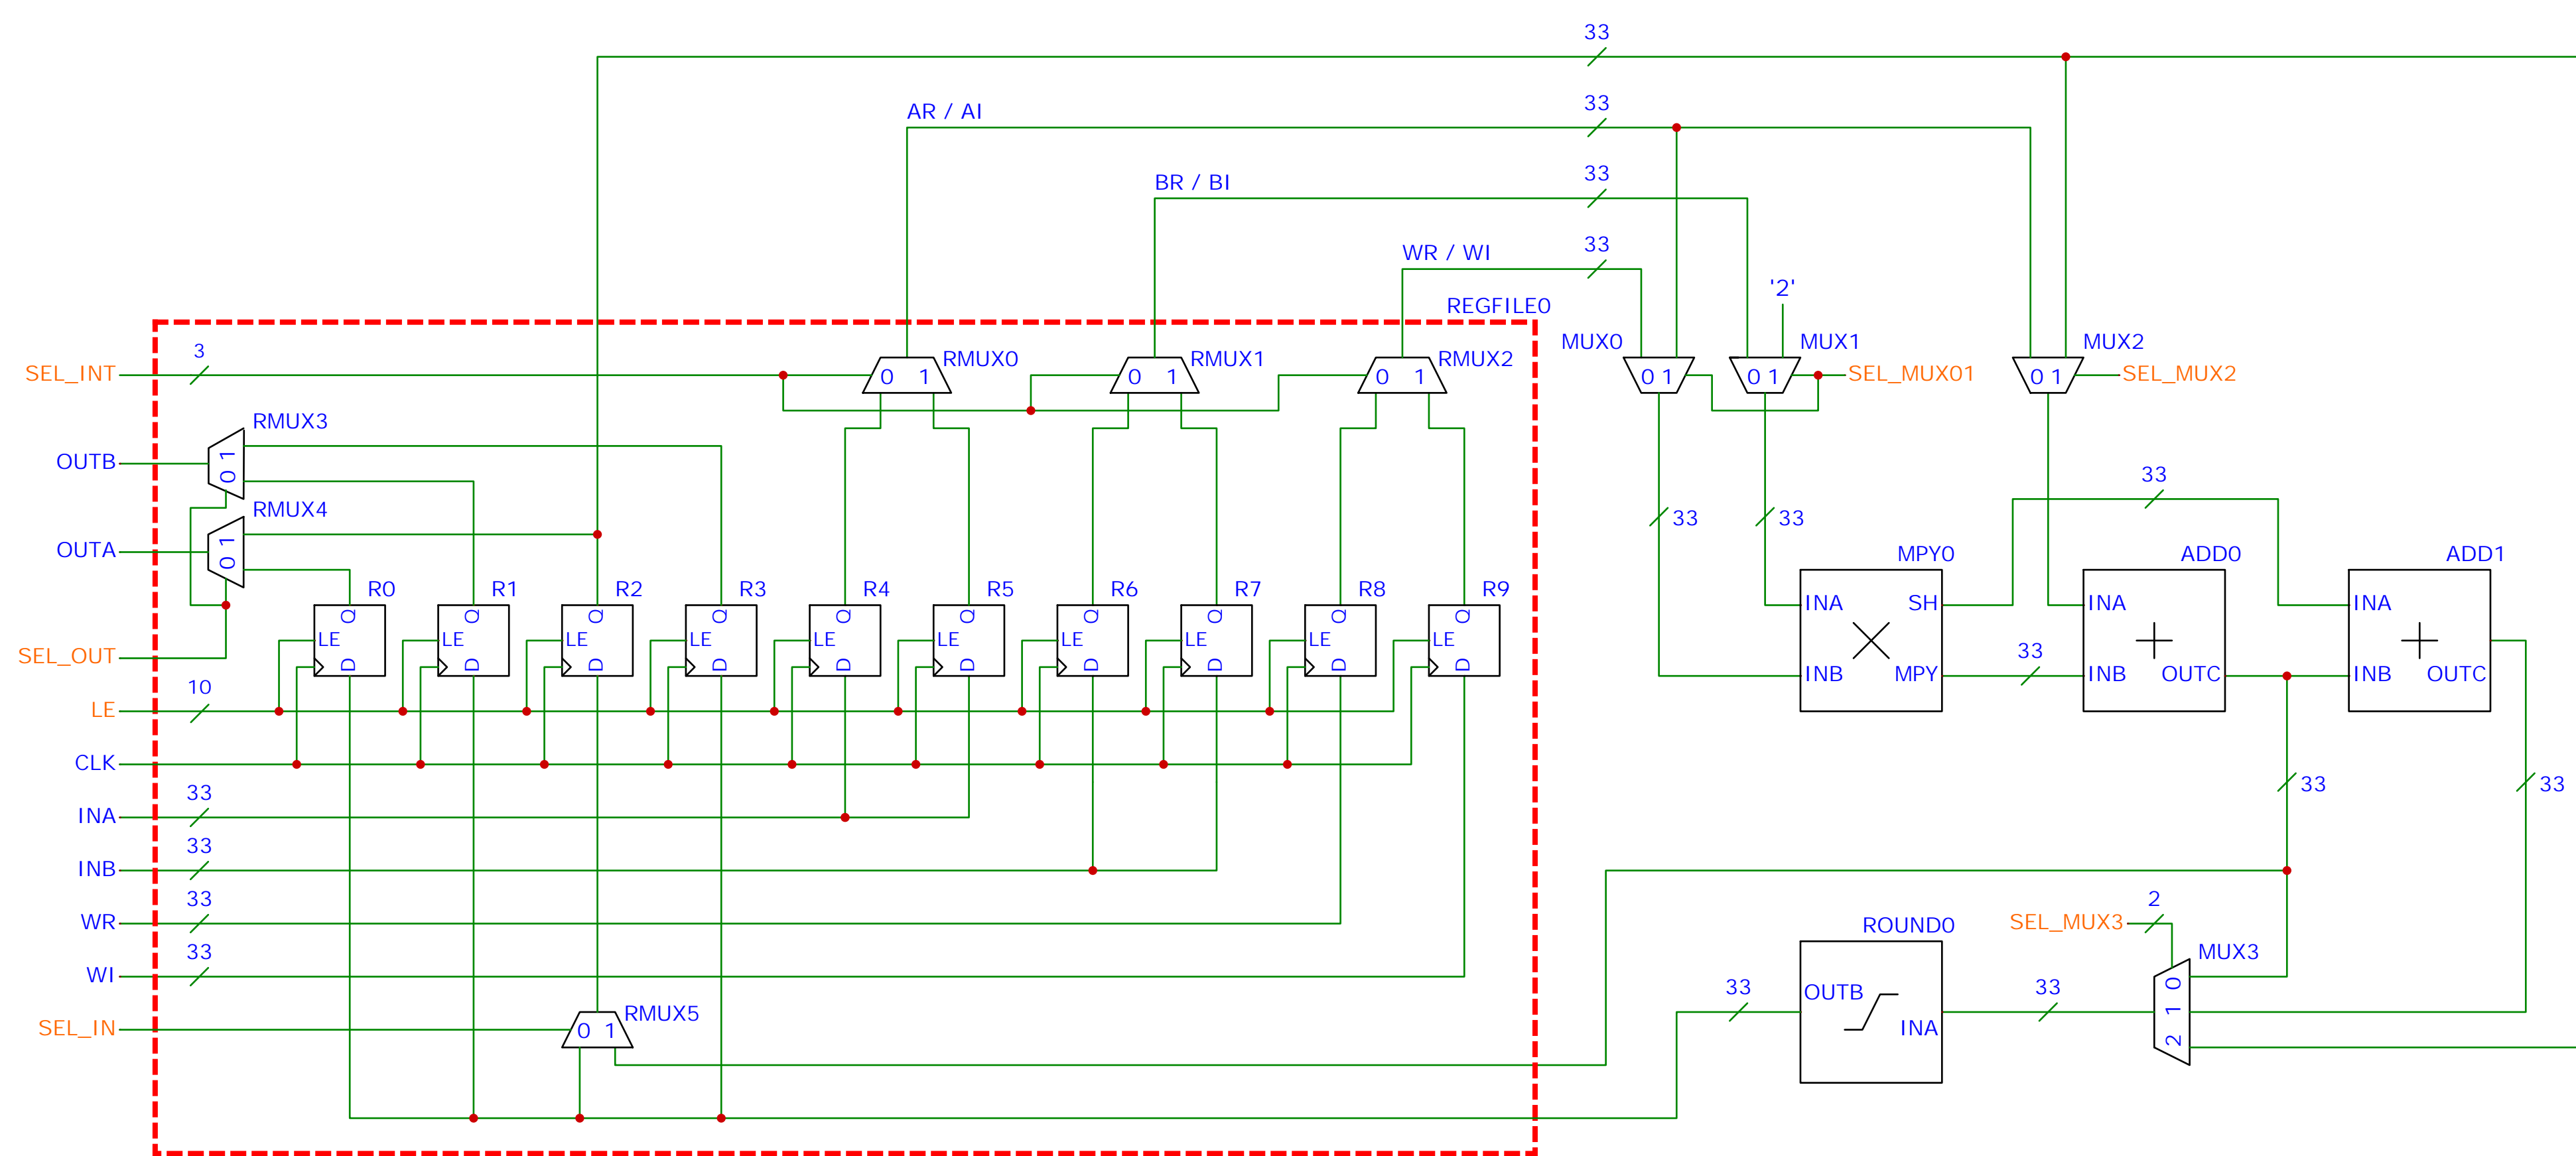 33
AR / AI
33
BR / BI
33
WR / WI
33
'2'
REGFILE0
SEL_INT
3
RMUX0
0 1
RMUX1
0 1
RMUX2
0 1
MUX0
0 1
MUX1
0 1
SEL_MUX01
MUX2
0 1
SEL_MUX2
RMUX3
OUTB
0 1
RMUX4
OUTA
0 1
33
33
33
R0
R1
R2
R3
R4
R5
R6
R7
R8
R9
Q
Q
Q
Q
Q
Q
Q
Q
Q
Q
LE
LE
LE
LE
LE
LE
LE
LE
LE
LE
D
D
D
D
D
D
D
D
D
D
MPY0
INA
SH
INB
MPY
33
ADD0
INA
INB
OUTC
ADD1
INA
INB
OUTC
SEL_OUT
LE
10
CLK
INA
33
INB
33
WR
33
WI
33
SEL_IN
RMUX5
0 1
33
33
SEL_MUX3
2
MUX3
0
1
2
ROUND0
OUTB
INA
33
33